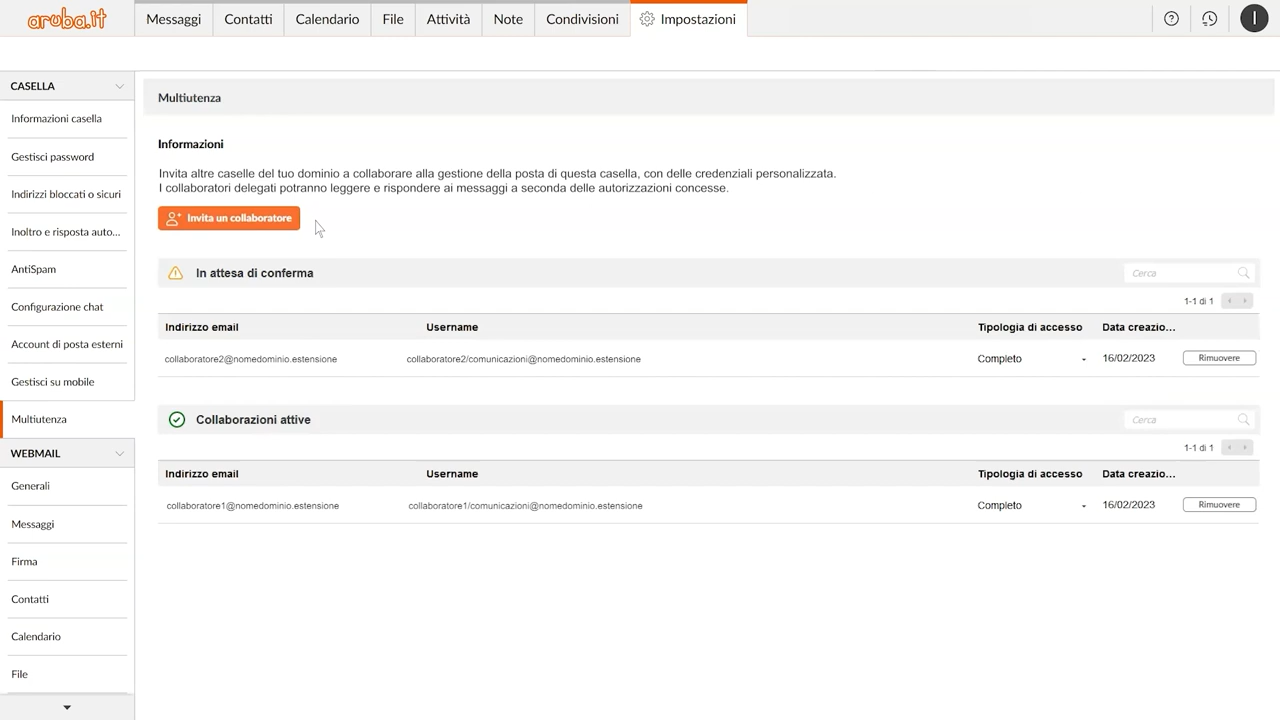 aruba.it
Messaggi
Contatti
Calendario
File
Attività
Note
Condivisioni
Impostazioni
I
CASELLA
Informazioni casella
Gestisci password
Indirizzi bloccati o sicuri
Inoltro e risposta auto...
AntiSpam
Configurazione chat
Account di posta esterni
Gestisci su mobile
Multiutenza
WEBMAIL
Generali
Messaggi
Firma
Contatti
Calendario
File
Multiutenza
Informazioni
Invita altre caselle del tuo dominio a collaborare alla gestione della posta di questa casella, con delle credenziali personalizzata.
I collaboratori delegati potranno leggere e rispondere ai messaggi a seconda delle autorizzazioni concesse.
Invita un collaboratore
In attesa di conferma
Cerca
1-1 di 1
Indirizzo email Username Tipologia di accesso Data creazio...
collaboratore2@nomedominio.estensione collaboratore2/comunicazioni@nomedominio.estensione Completo 16/02/2023 Rimuovere
Collaborazioni attive
Cerca
1-1 di 1
Indirizzo email Username Tipologia di accesso Data creazio...
collaboratore1@nomedominio.estensione collaboratore1/comunicazioni@nomedominio.estensione Completo 16/02/2023 Rimuovere